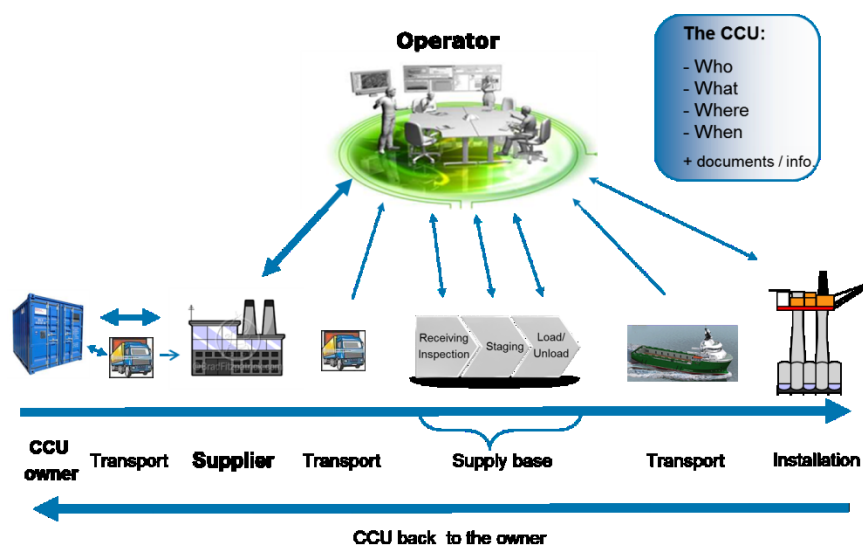 Operator
The CCU:
- Who
- What
- Where
- When
+ documents / info.
Receiving
Inspection
Staging
Load/
Unload
CCU
owner
Transport
Supplier
Transport
Supply base
Transport
Installation
CCU back to the owner